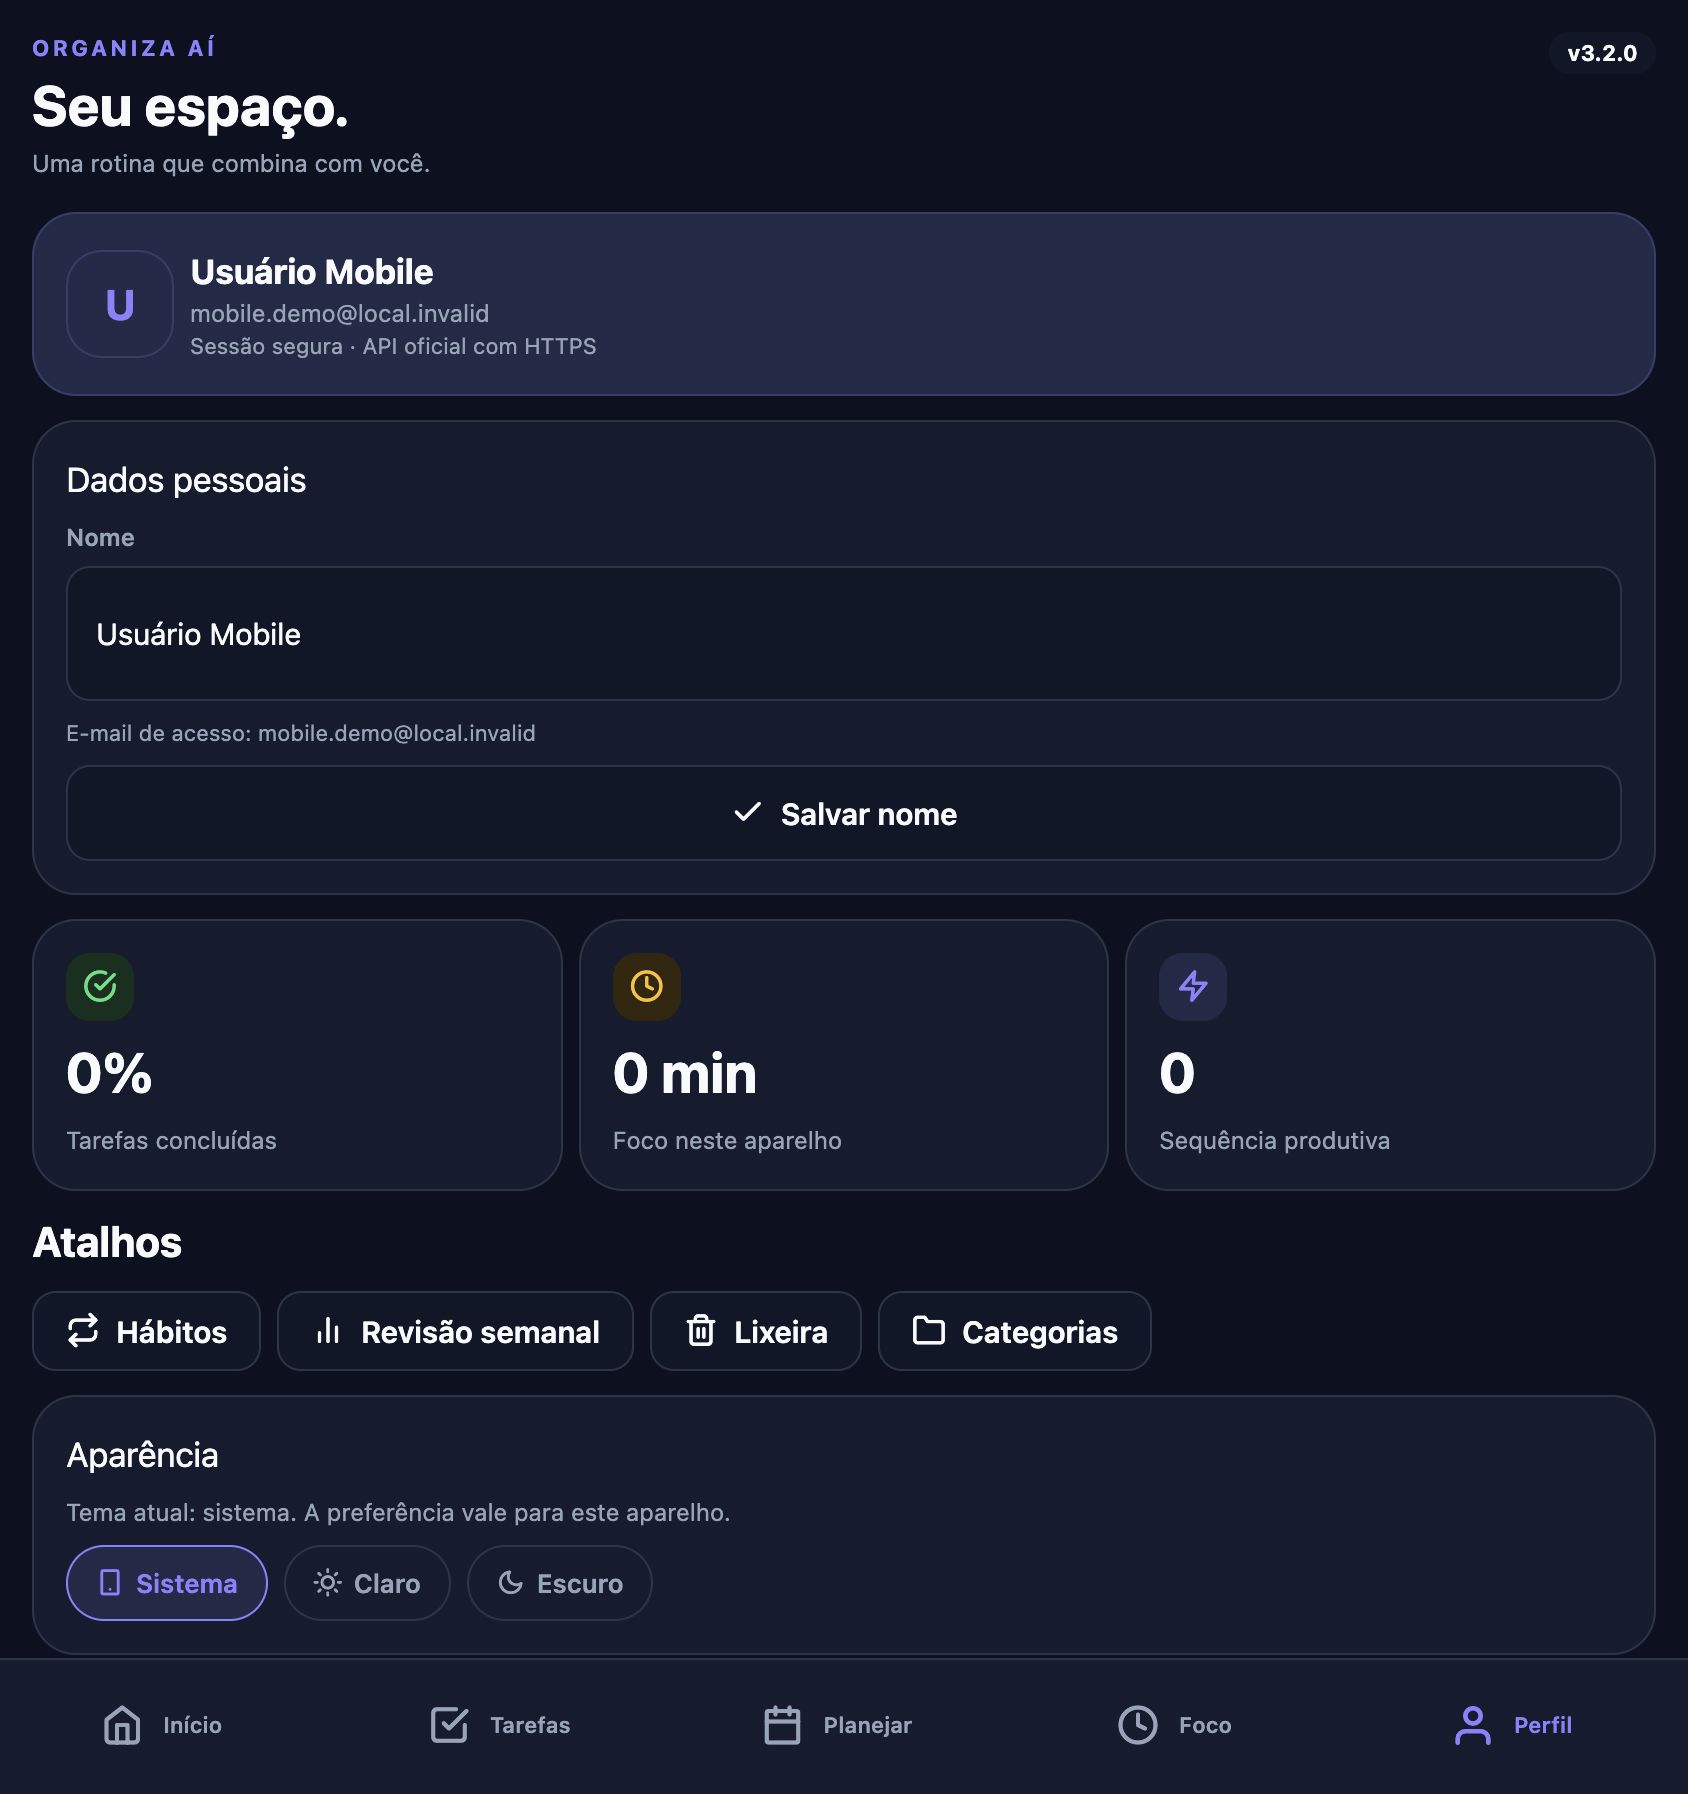 ORGANIZA AÍ
v3.2.0
Seu espaço.
Uma rotina que combina com você.
U
Usuário Mobile
mobile.demo@local.invalid
Sessão segura · API oficial com HTTPS
Dados pessoais
Nome
Usuário Mobile
E-mail de acesso: mobile.demo@local.invalid
Salvar nome
0%
Tarefas concluídas
0 min
Foco neste aparelho
0
Sequência produtiva
Atalhos
Hábitos
Revisão semanal
Lixeira
Categorias
Aparência
Tema atual: sistema. A preferência vale para este aparelho.
Sistema
Claro
Escuro
Início
Tarefas
Planejar
Foco
Perfil